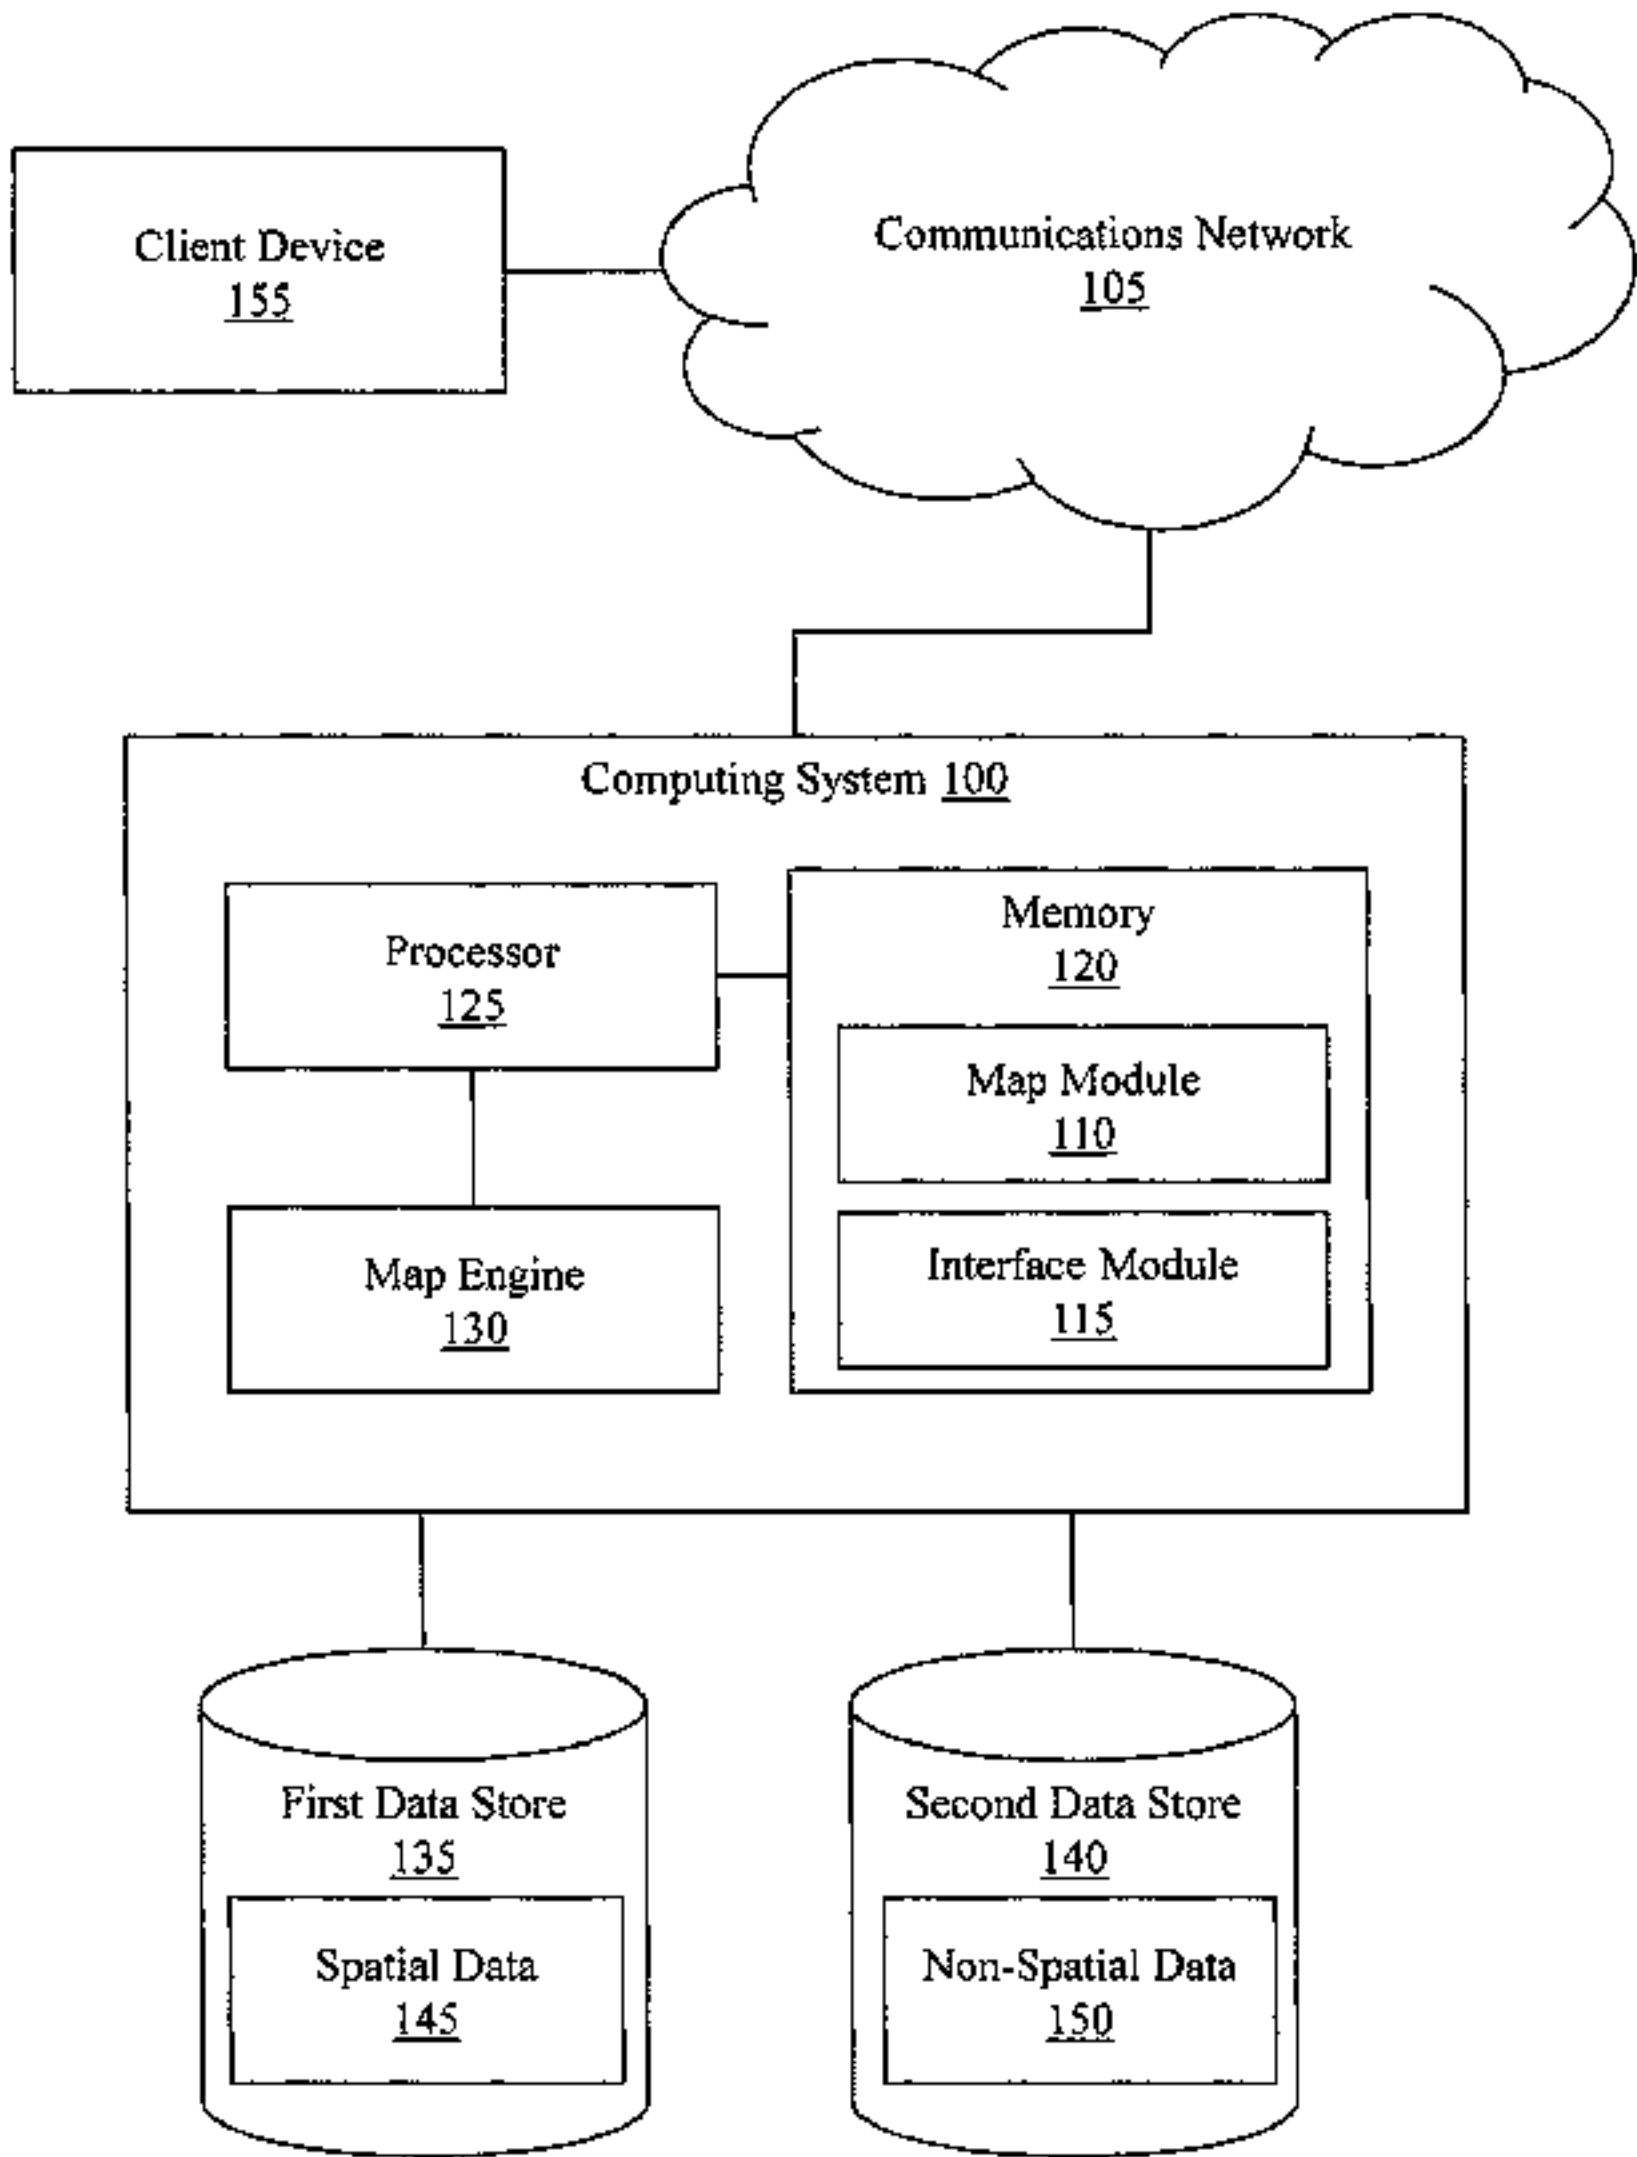 Client Device
155
Communications Network
105
Computing System 100
Processor
125
Memory
120
Map Module
110
Map Engine
130
Interface Module
115
First Data Store
135
Spatial Data
145
Second Data Store
140
Non-Spatial Data
150